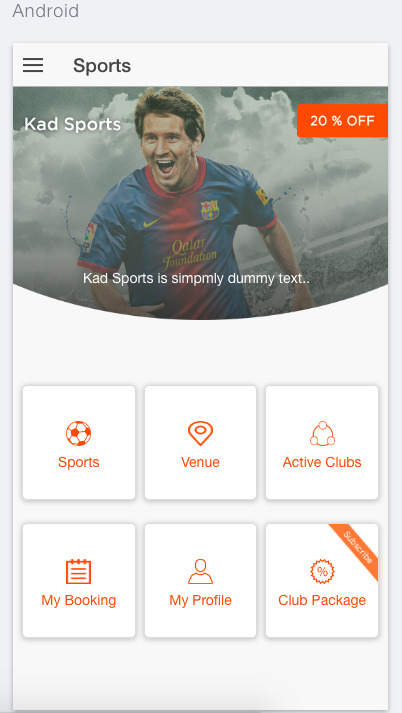 Android
Sports
Kad Sports
20 % OFF
Qatar
Foundation
Kad Sports is simpmly dummy text..
Sports
Venue
Active Clubs
Subscribe
%
My Booking
My Profile
Club Package